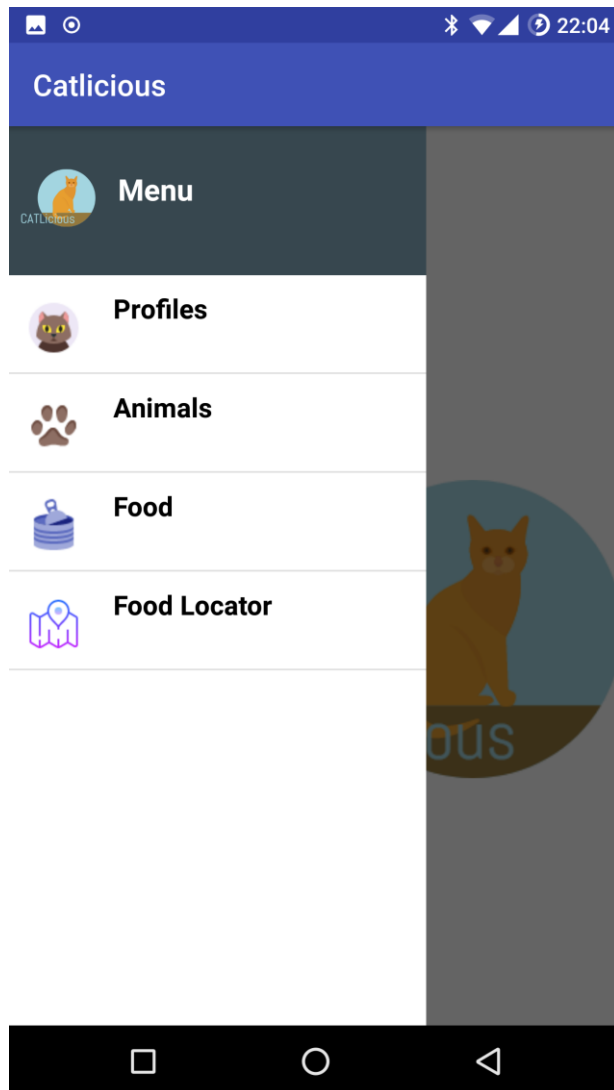 22:04
Catlicious
CATLicious
Menu
Profiles
Animals
Food
Food Locator
ous